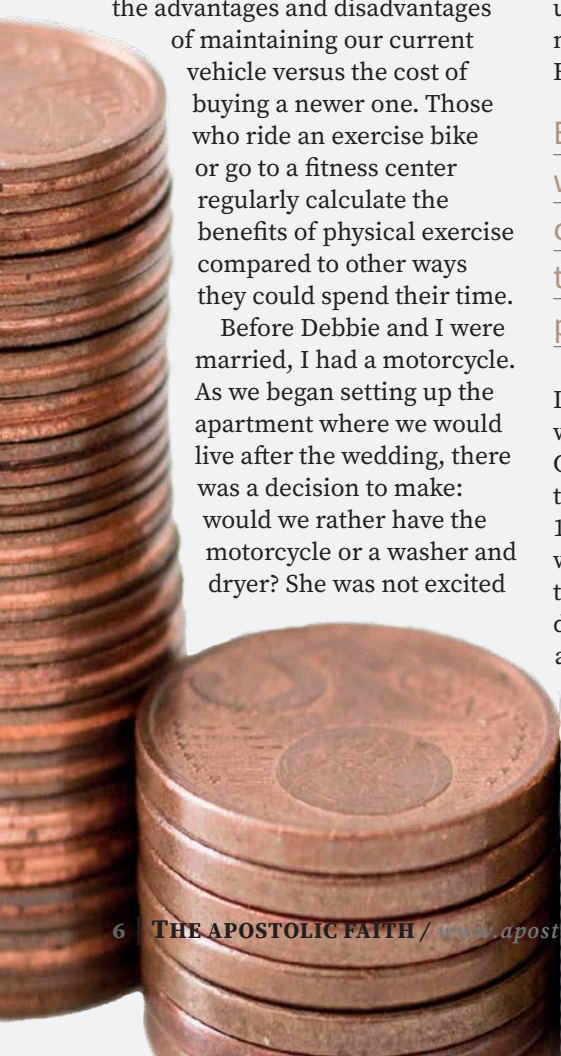 the advantages and disadvantages
of maintaining our current
vehicle versus the cost of
buying a newer one. Those
who ride an exercise bike
or go to a fitness center
regularly calculate the
benefits of physical exercise
compared to other ways
they could spend their time.
Before Debbie and I were
married, I had a motorcycle.
As we began setting up the
apartment where we would
live after the wedding, there
was a decision to make:
would we rather have the
motorcycle or a washer and
dryer? She was not excited
6 | THE APOSTOLIC FAITH / www.apost